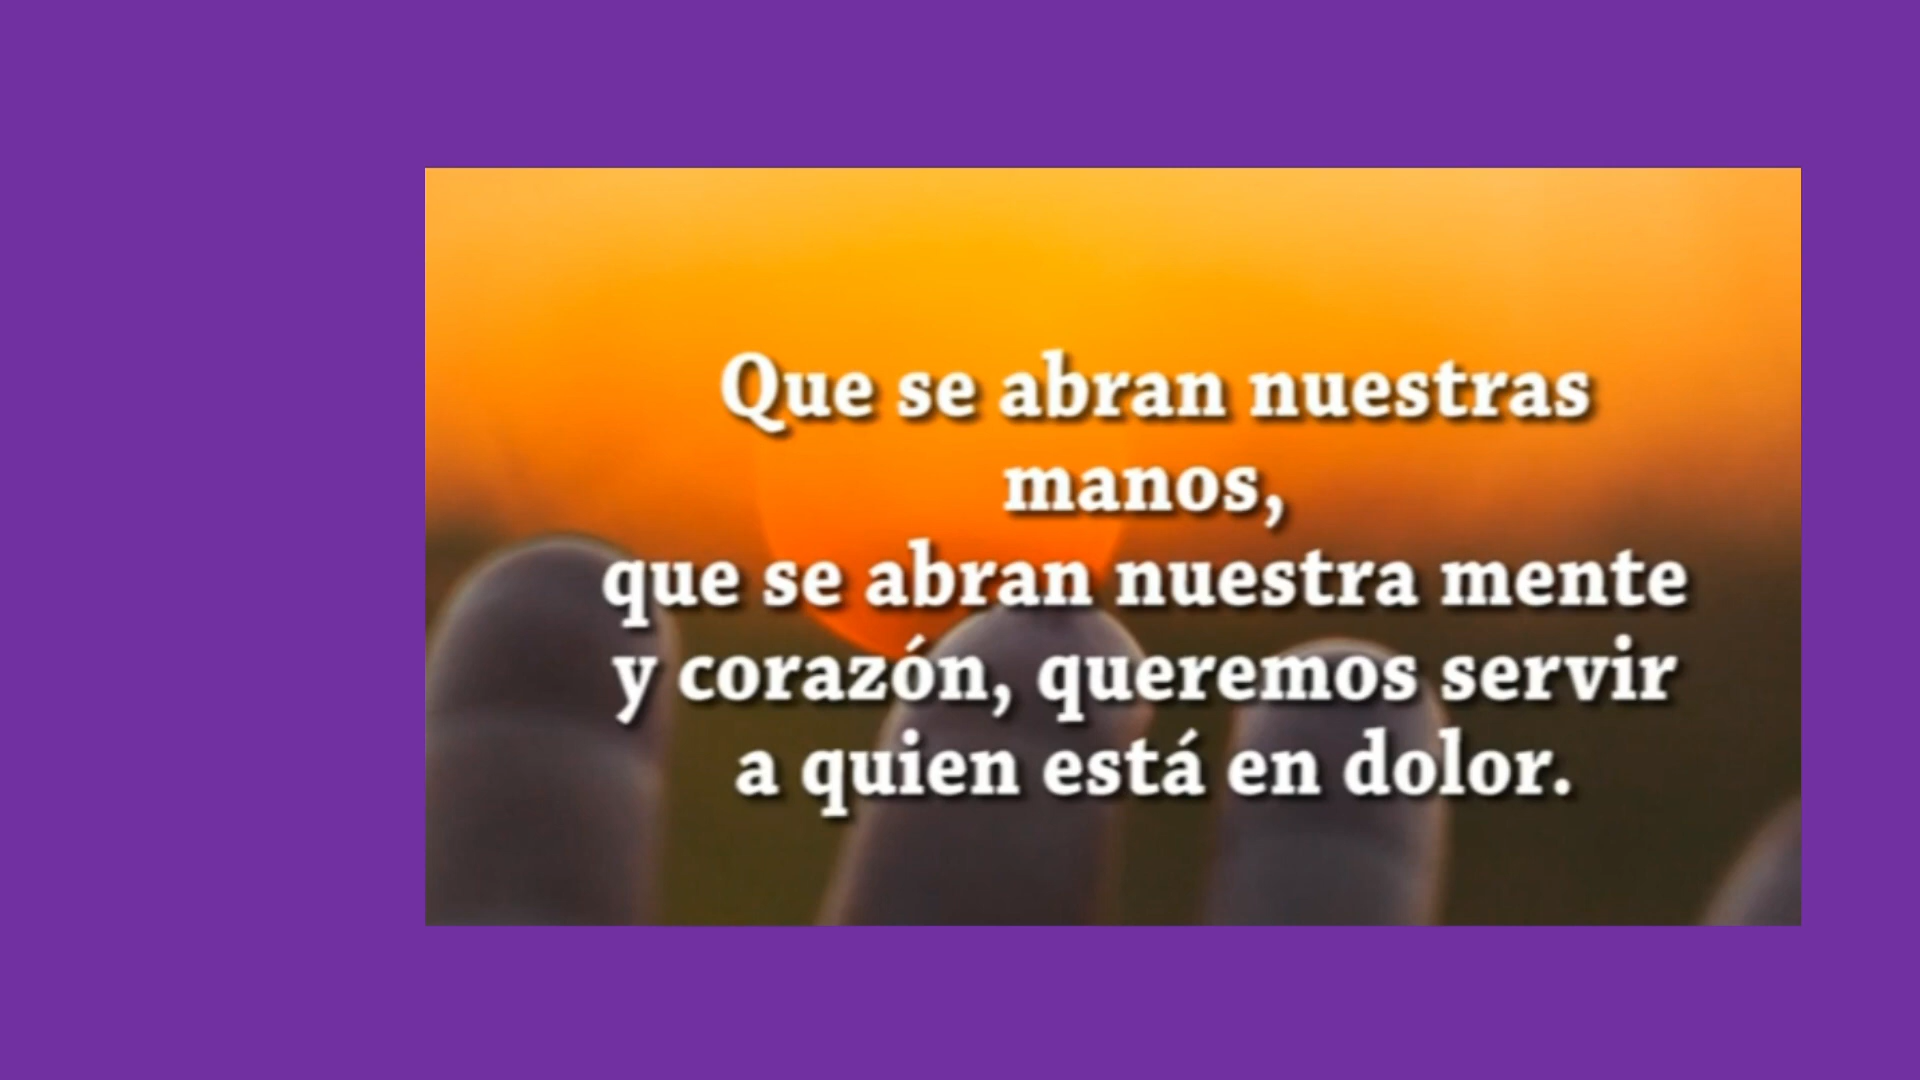 Que se abran nuestras
manos,
que se abran nuestra mente
y corazón, queremos servir
a quien está en dolor.